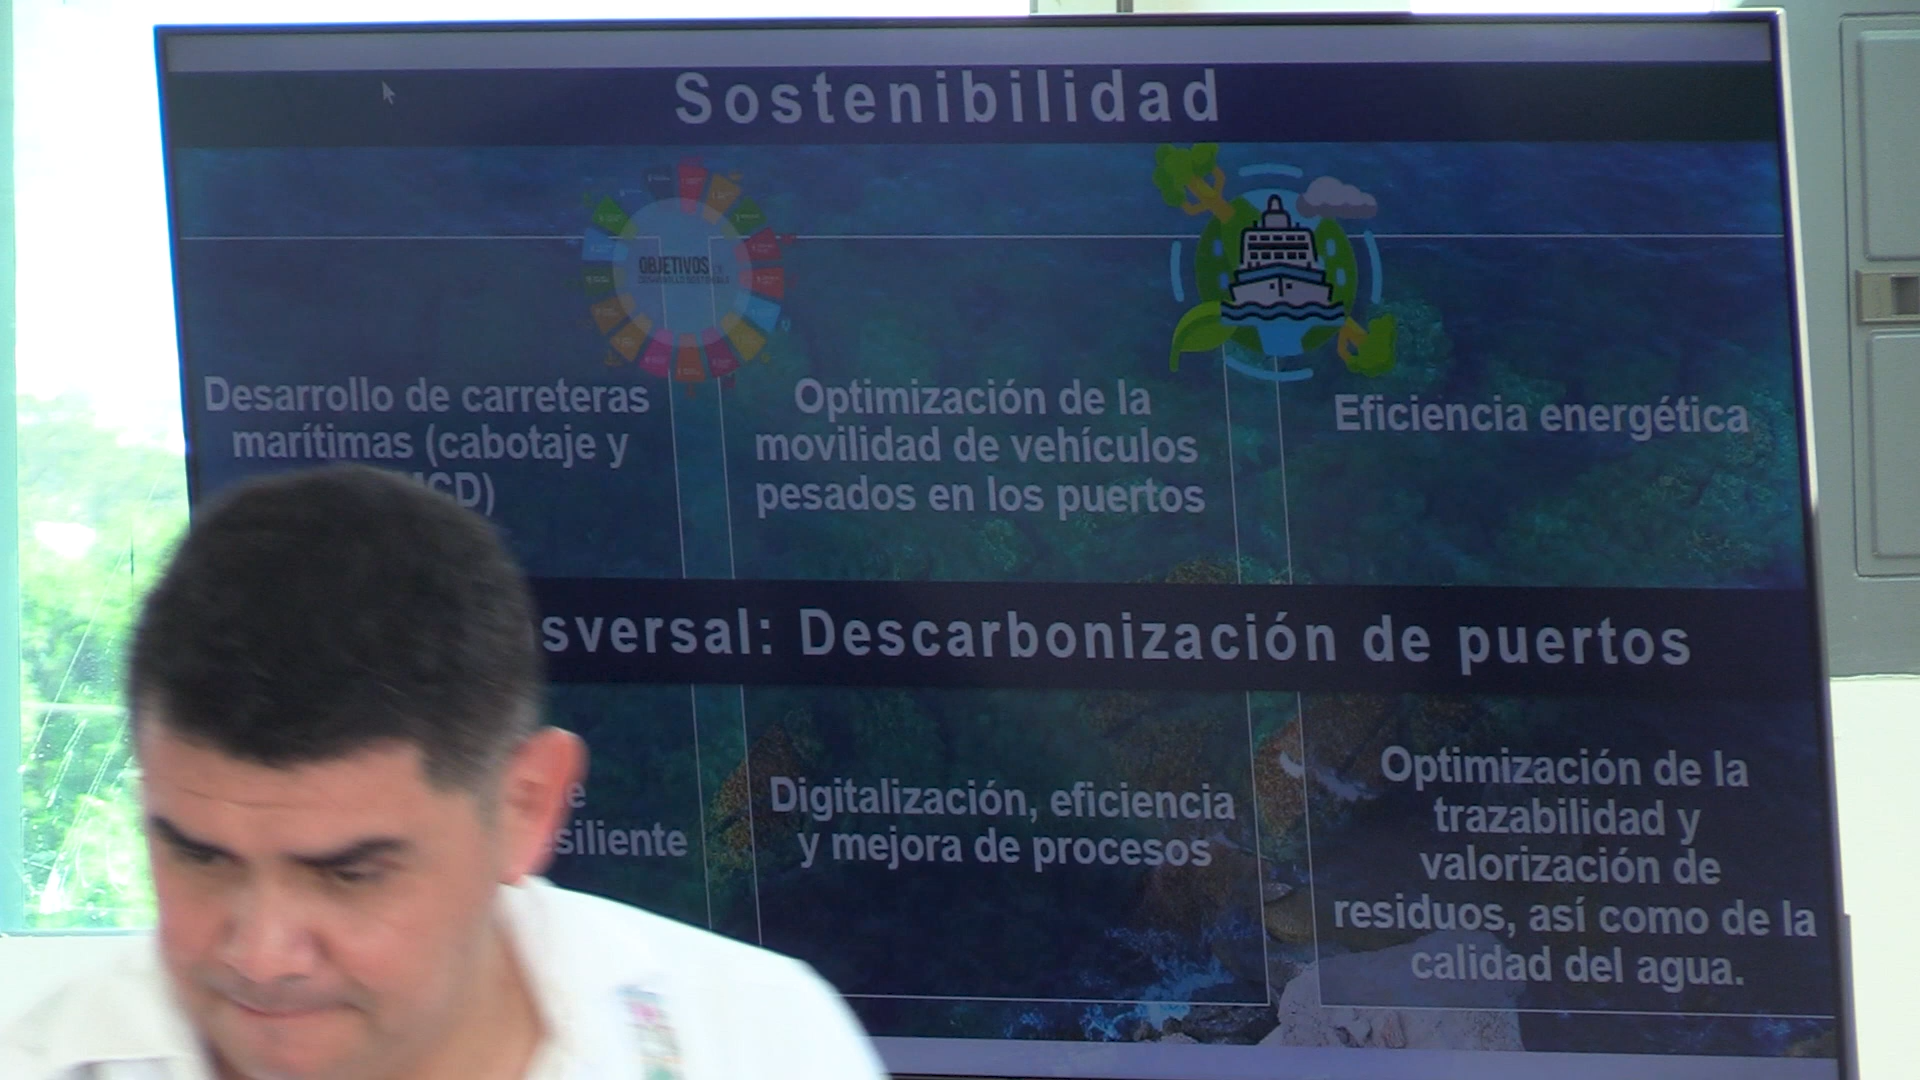 Sostenibilidad
OBJETIVOS
Desarrollo de carreteras
marítimas (cabotaje y
CD)
Optimización de la
movilidad de vehículos
pesados en los puertos
Eficiencia energética
sversal: Descarbonización de puertos
e
siliente
Digitalización, eficiencia
y mejora de procesos
Optimización de la
trazabilidad y
valorización de
residuos, así como de la
calidad del agua.